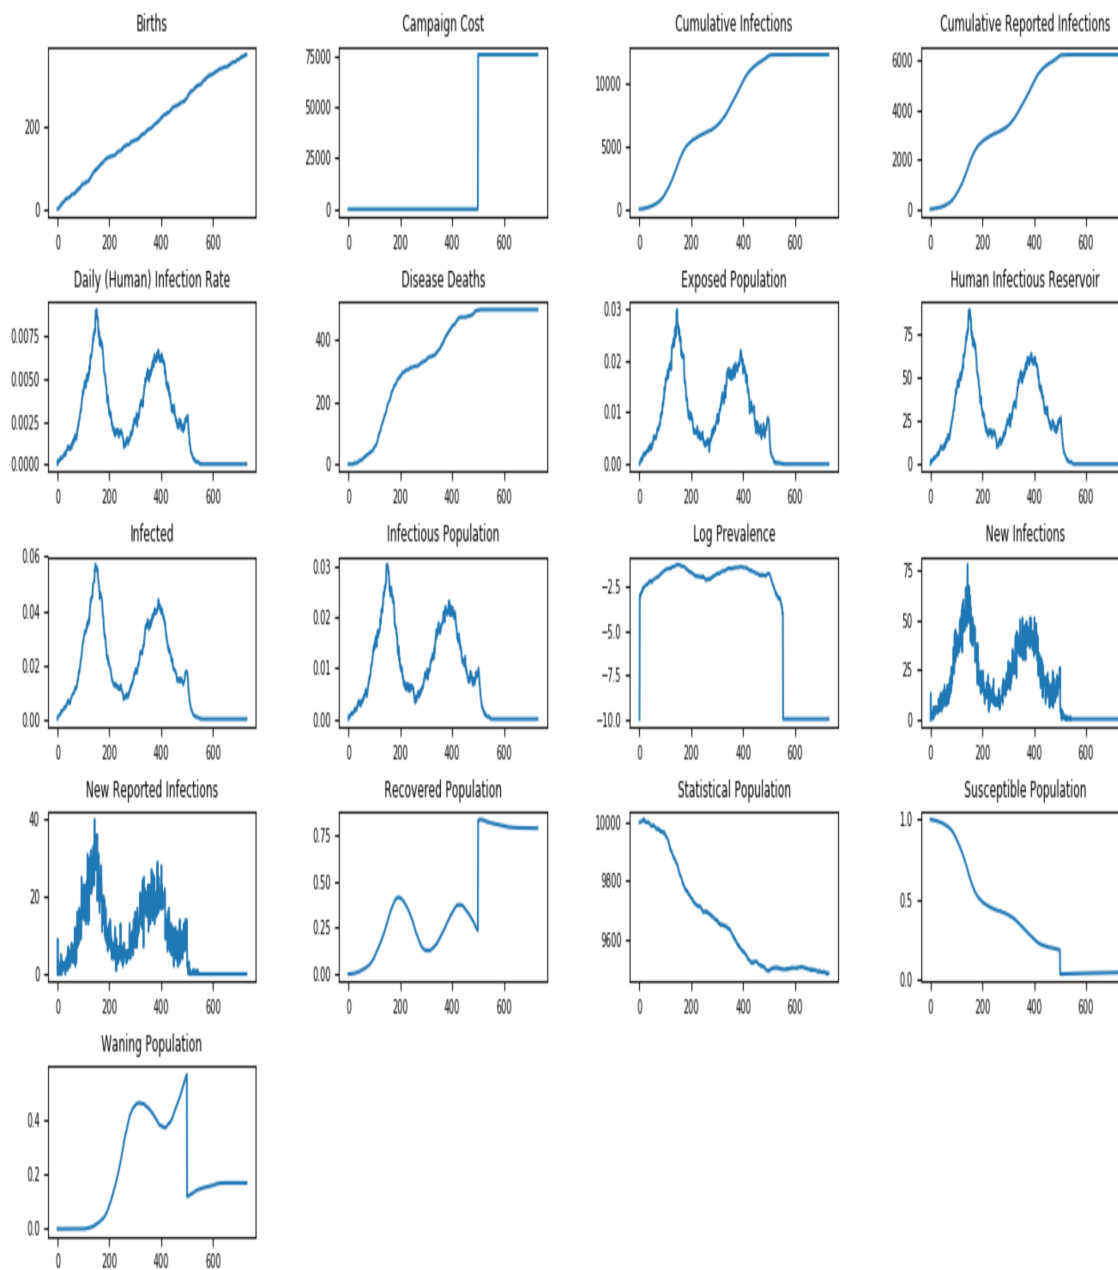 Births
Campaign Cost
Cumulative Infections
Cumulative Reported Infections
200
0
0 200 400 600
75000
50000
25000
0
0 200 400 600
10000
5000
0
0 200 400 600
6000
4000
2000
0
0 200 400 600
Daily (Human) Infection Rate
Disease Deaths
Exposed Population
Human Infectious Reservoir
0.0075
0.0050
0.0025
0.0000
0 200 400 600
400
200
0
0 200 400 600
0.03
0.02
0.01
0.00
0 200 400 600
75
50
25
0
0 200 400 600
Infected
Infectious Population
Log Prevalence
New Infections
0.06
0.04
0.02
0.00
0 200 400 600
0.03
0.02
0.01
0.00
0 200 400 600
−2.5
−5.0
−7.5
−10.0
0 200 400 600
75
50
25
0
0 200 400 600
New Reported Infections
Recovered Population
Statistical Population
Susceptible Population
40
20
0
0 200 400 600
0.75
0.50
0.25
0.00
0 200 400 600
10000
9800
9600
0 200 400 600
1.0
0.5
0.0
0 200 400 600
Waning Population
0.4
0.2
0.0
0 200 400 600